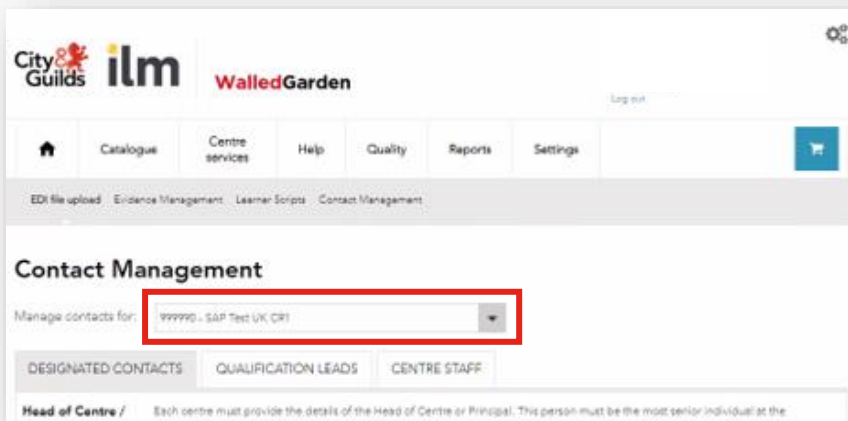 City&
Guilds
ilm
WalledGarden
Log out
Catalogue
Centre
services
Help
Quality
Reports
Settings
EDI file upload Evidence Management Learner Scripts Contact Management
Contact Management
Manage contacts for: 999990 - SAP Test UK CR1
DESIGNATED CONTACTS QUALIFICATION LEADS CENTRE STAFF
Head of Centre / Each centre must provide the details of the Head of Centre or Principal. This person must be the most senior individual at the